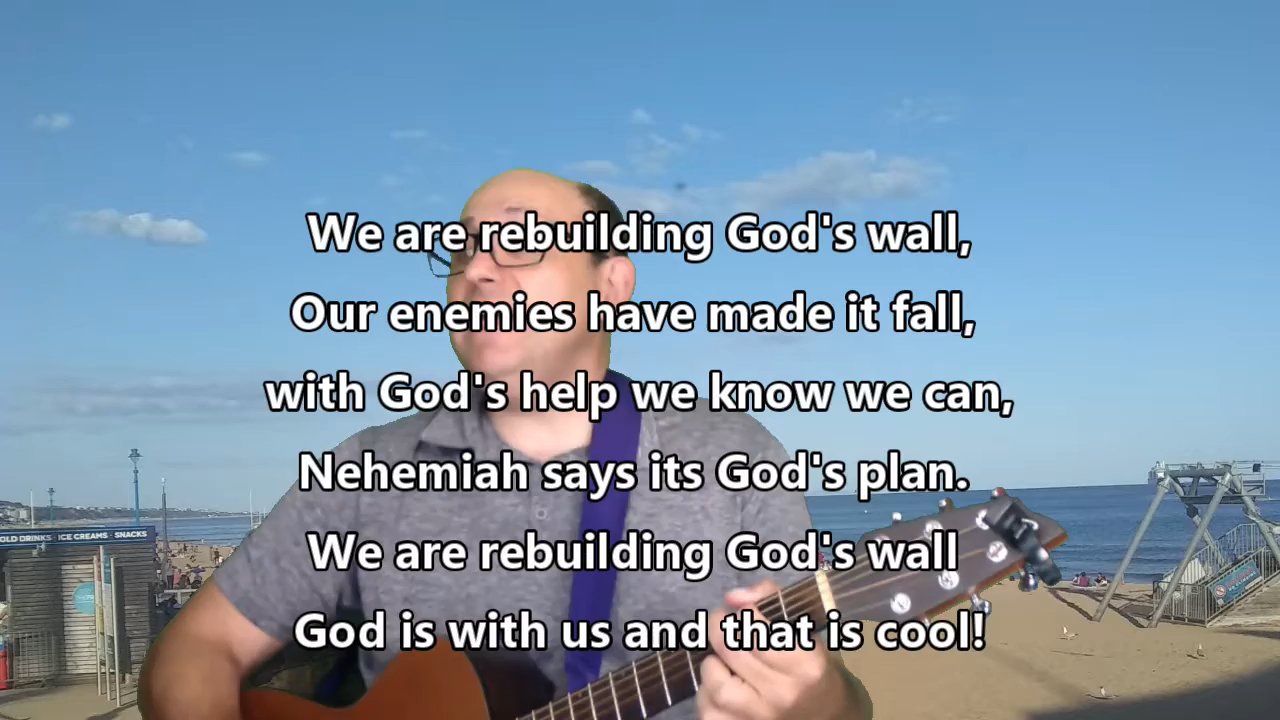 We are rebuilding God's wall,
Our enemies have made it fall,
with God's help we know we can,
Nehemiah says its God's plan.
We are rebuilding God's wall
God is with us and that is cool!
OLD DRINKS ICE CREAMS SNACKS